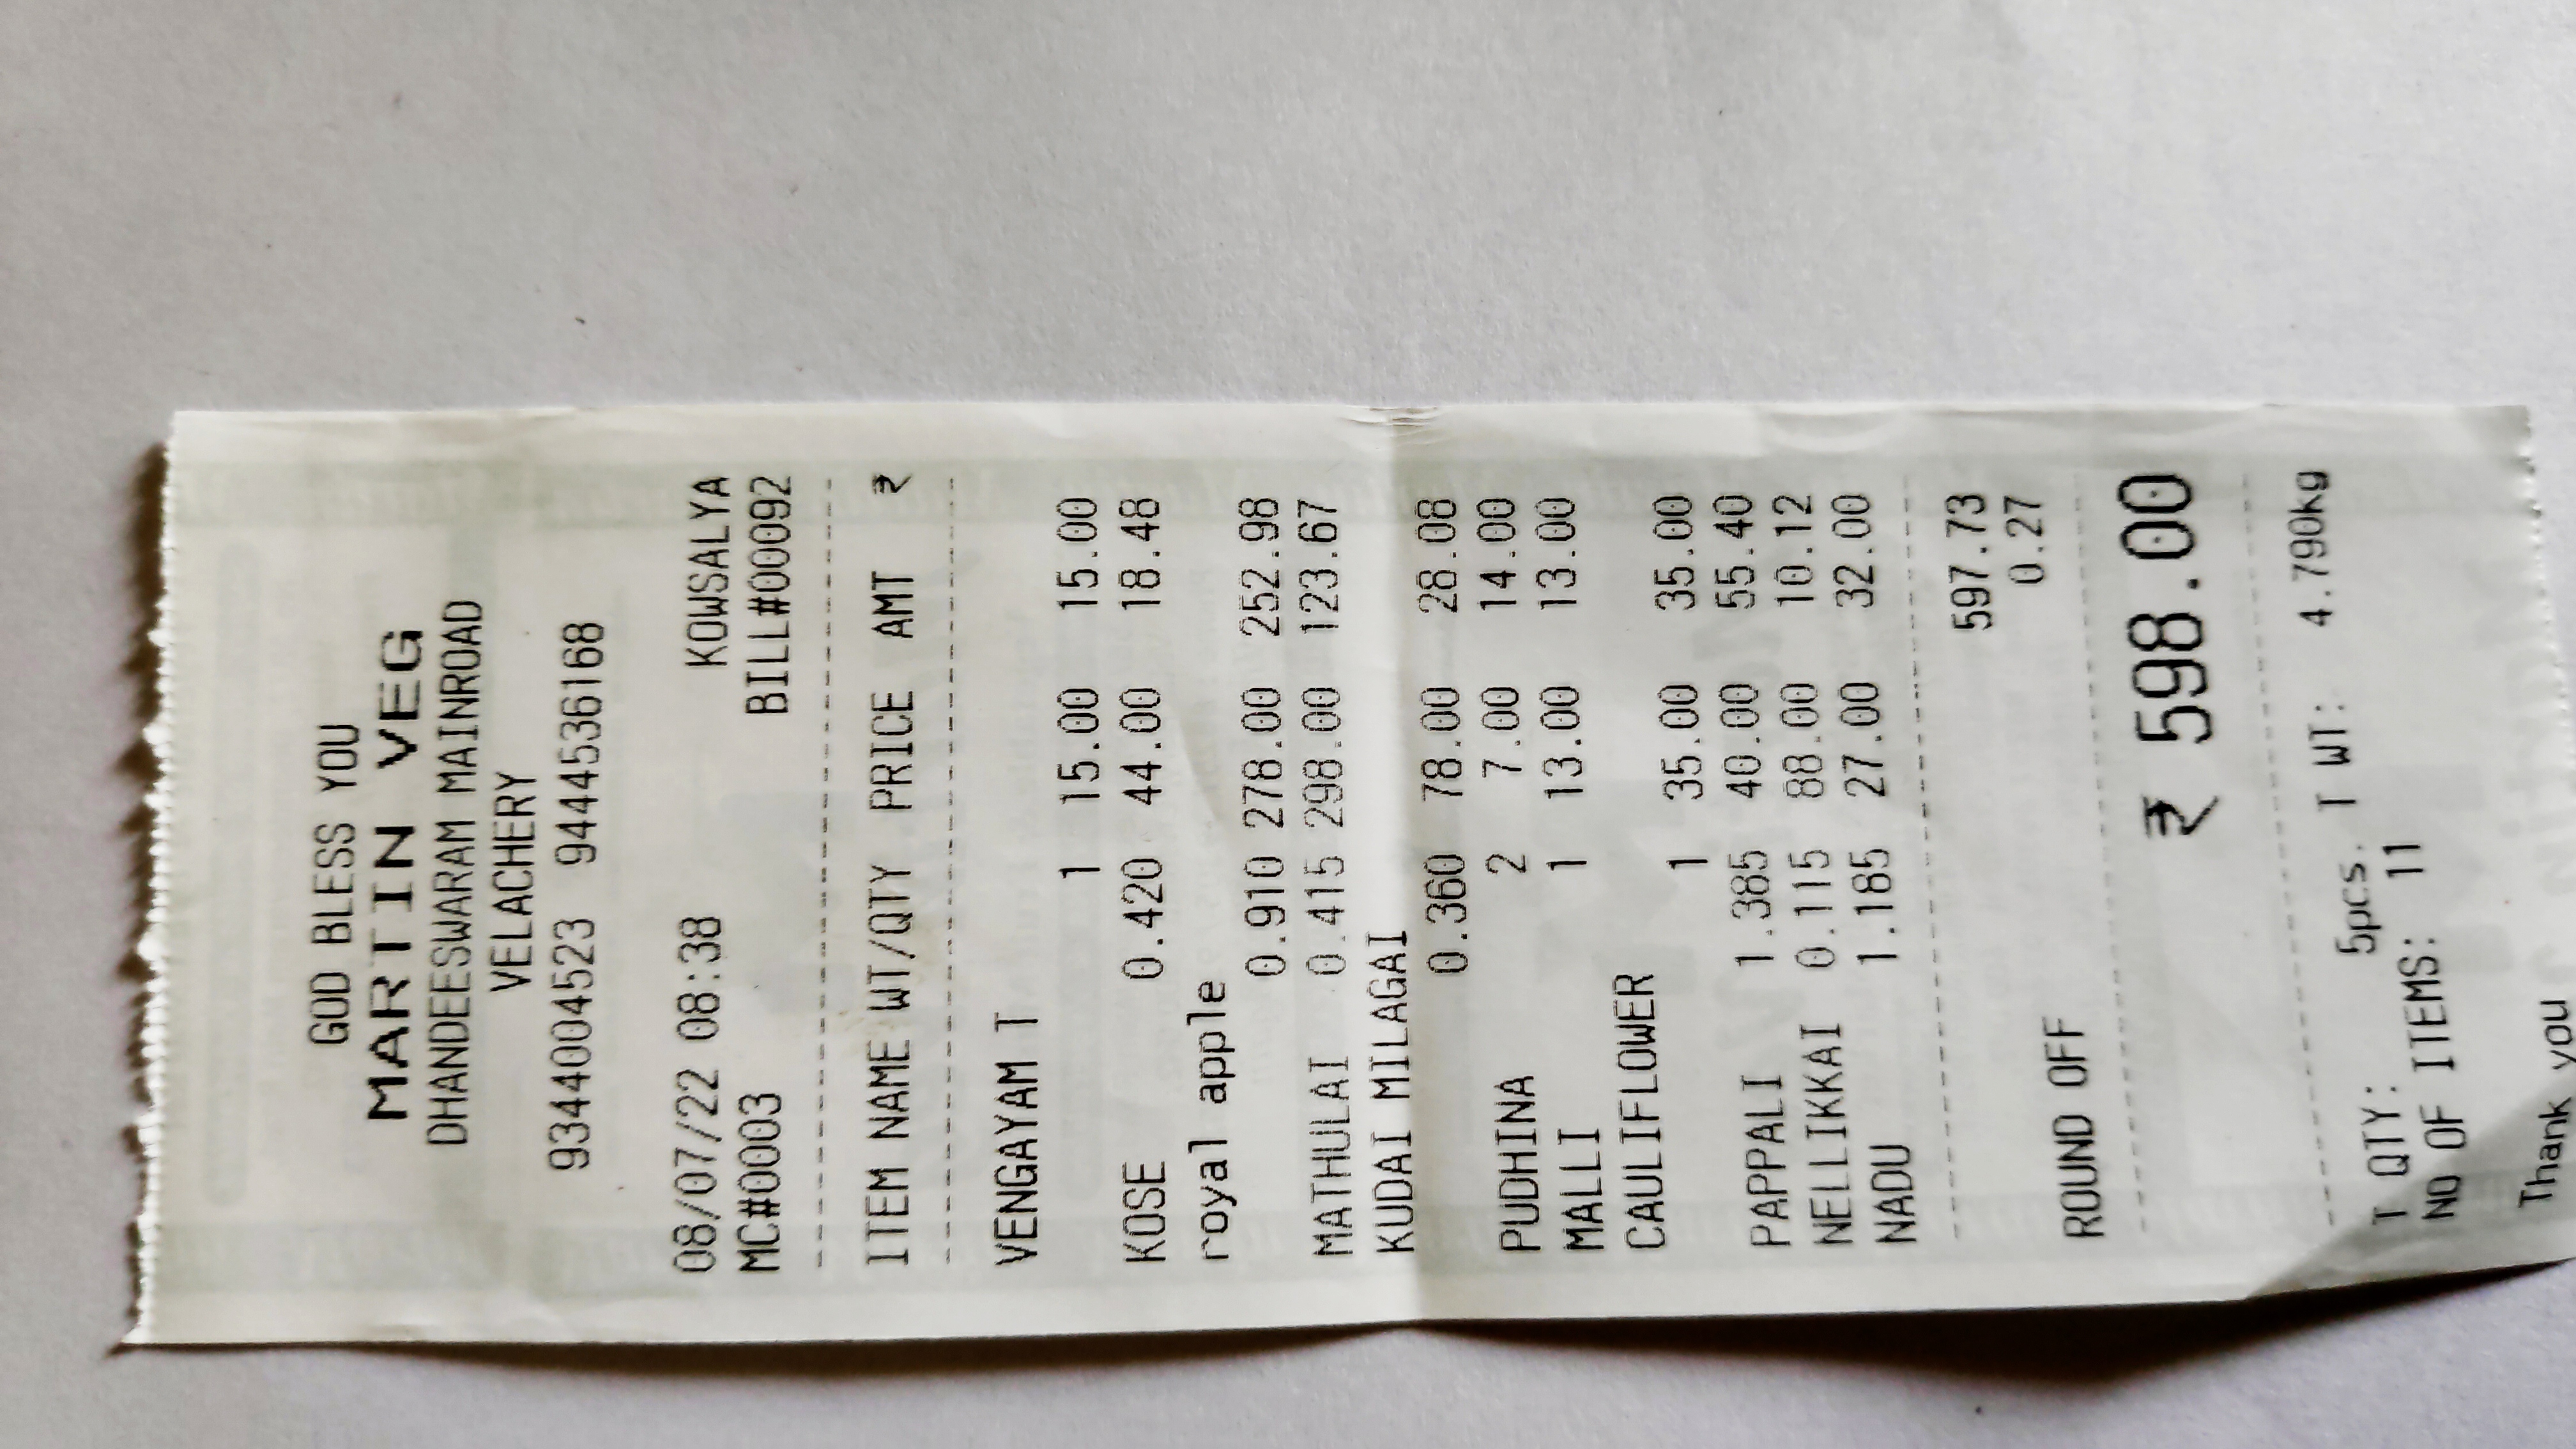 GOD BLESS YOU
MARTIN VEG
DHANDEESWARAM MAINROAD
VELACHERY
9344004523 9444536168
08/07/22 08:38 KOWSALYA
MC#0003 BILL#00092
ITEM NAME WT/QTY PRICE AMT ₹
VENGAYAM T
1 15.00 15.00
KOSE 0.420 44.00 18.48
royal apple
0.910 278.00 252.98
MATHULAI 0.415 298.00 123.67
KUDAI MILAGAI
0.360 78.00 28.08
PUDHINA 2 7.00 14.00
MALLI 1 13.00 13.00
CAULIFLOWER
1 35.00 35.00
PAPPALI 1.385 40.00 55.40
NELLIKKAI 0.115 88.00 10.12
NADU 1.185 27.00 32.00
597.73
ROUND OFF 0.27
₹ 598.00
T QTY: 5pcs. T WT: 4.790kg
NO OF ITEMS: 11
Thank you